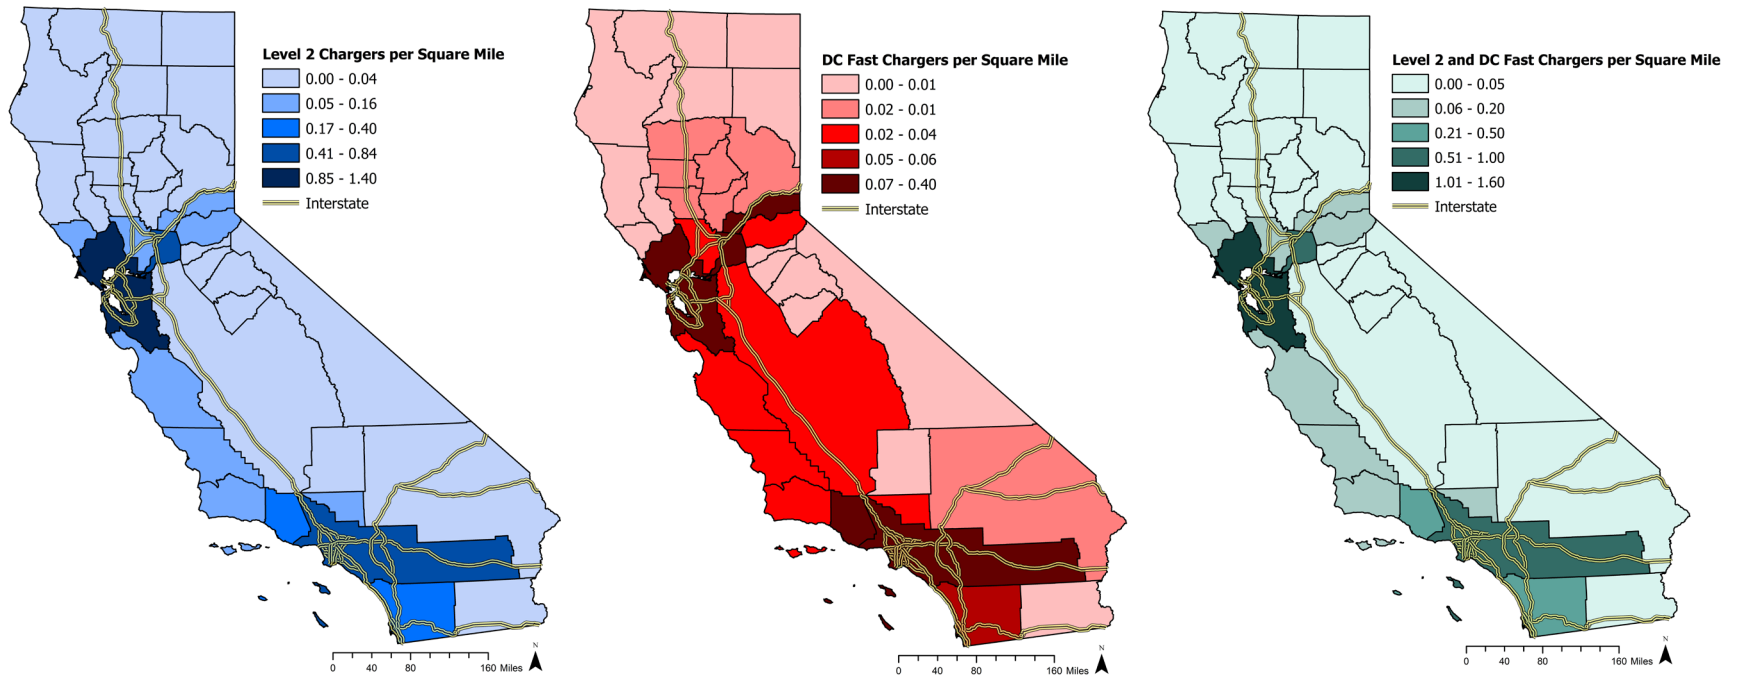 Level 2 Chargers per Square Mile
0.00 - 0.04
0.05 - 0.16
0.17 - 0.40
0.41 - 0.84
0.85 - 1.40
Interstate
N
0 40 80 160 Miles
DC Fast Chargers per Square Mile
0.00 - 0.01
0.02 - 0.01
0.02 - 0.04
0.05 - 0.06
0.07 - 0.40
Interstate
N
0 40 80 160 Miles
Level 2 and DC Fast Chargers per Square Mile
0.00 - 0.05
0.06 - 0.20
0.21 - 0.50
0.51 - 1.00
1.01 - 1.60
Interstate
N
0 40 80 160 Miles